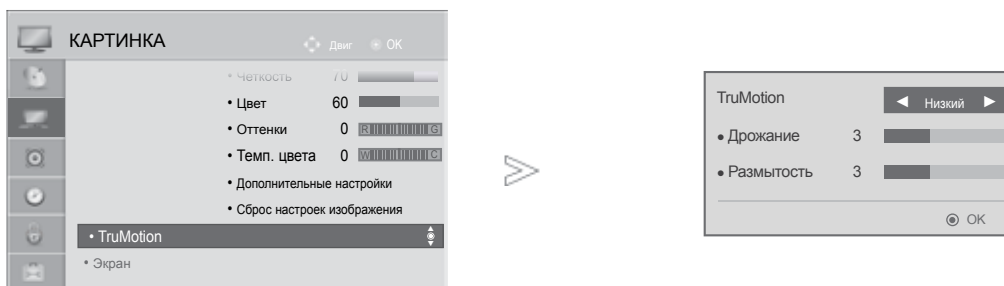 КАРТИНКА
Двиг OK
• Четкость 70
• Цвет 60
• Оттенки 0 R G
• Темп. цвета 0 W C
• Дополнительные настройки
• Сброс настроек изображения
• TruMotion
• Экран
TruMotion ◀ Низкий ▶
• Дрожание 3
• Размытость 3
OK